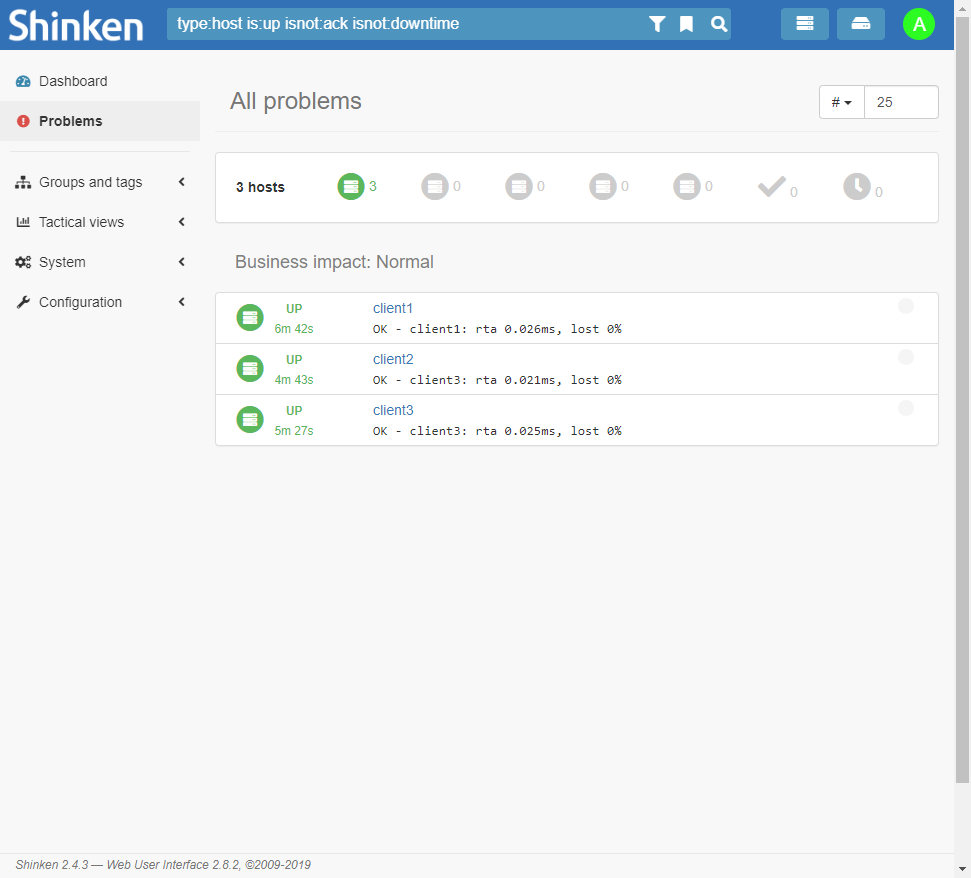 Shinken
type:host is:up isnot:ack isnot:downtime
A
Dashboard
Problems
Groups and tags
Tactical views
System
Configuration
All problems
# 25
3 hosts 3 0 0 0 0 0 0
Business impact: Normal
UP client1
6m 42s OK - client1: rta 0.026ms, lost 0%
UP client2
4m 43s OK - client3: rta 0.021ms, lost 0%
UP client3
5m 27s OK - client3: rta 0.025ms, lost 0%
Shinken 2.4.3 — Web User Interface 2.8.2, ©2009-2019